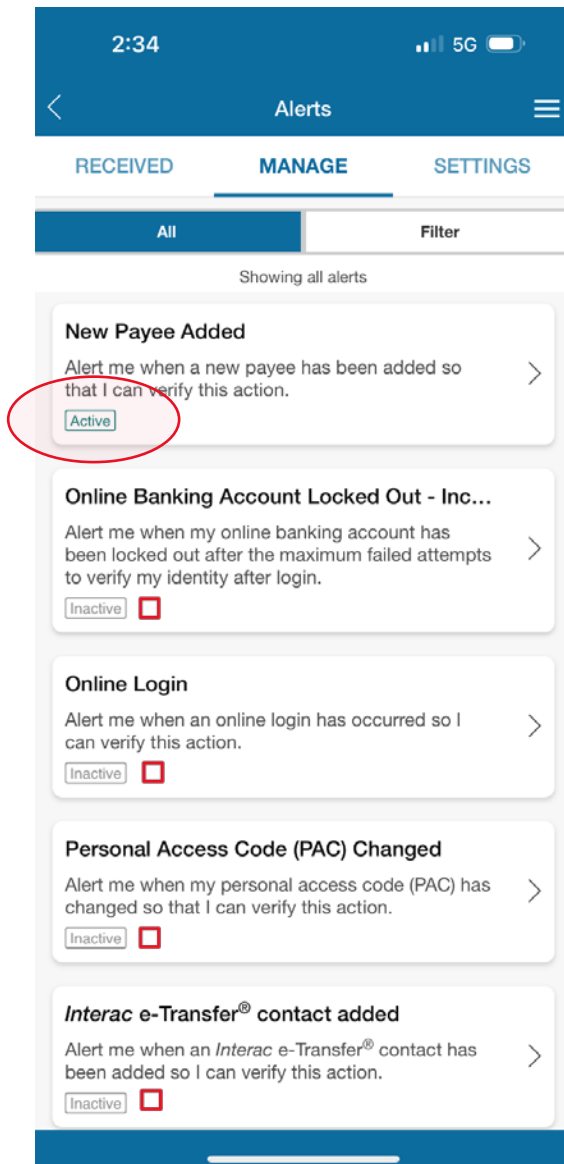 2:34 5G
Alerts
RECEIVED MANAGE SETTINGS
All Filter
Showing all alerts
New Payee Added
Alert me when a new payee has been added so
that I can verify this action.
Active
Online Banking Account Locked Out - Inc...
Alert me when my online banking account has
been locked out after the maximum failed attempts
to verify my identity after login.
Inactive
Online Login
Alert me when an online login has occurred so I
can verify this action.
Inactive
Personal Access Code (PAC) Changed
Alert me when my personal access code (PAC) has
changed so that I can verify this action.
Inactive
Interac e-Transfer® contact added
Alert me when an Interac e-Transfer® contact has
been added so I can verify this action.
Inactive